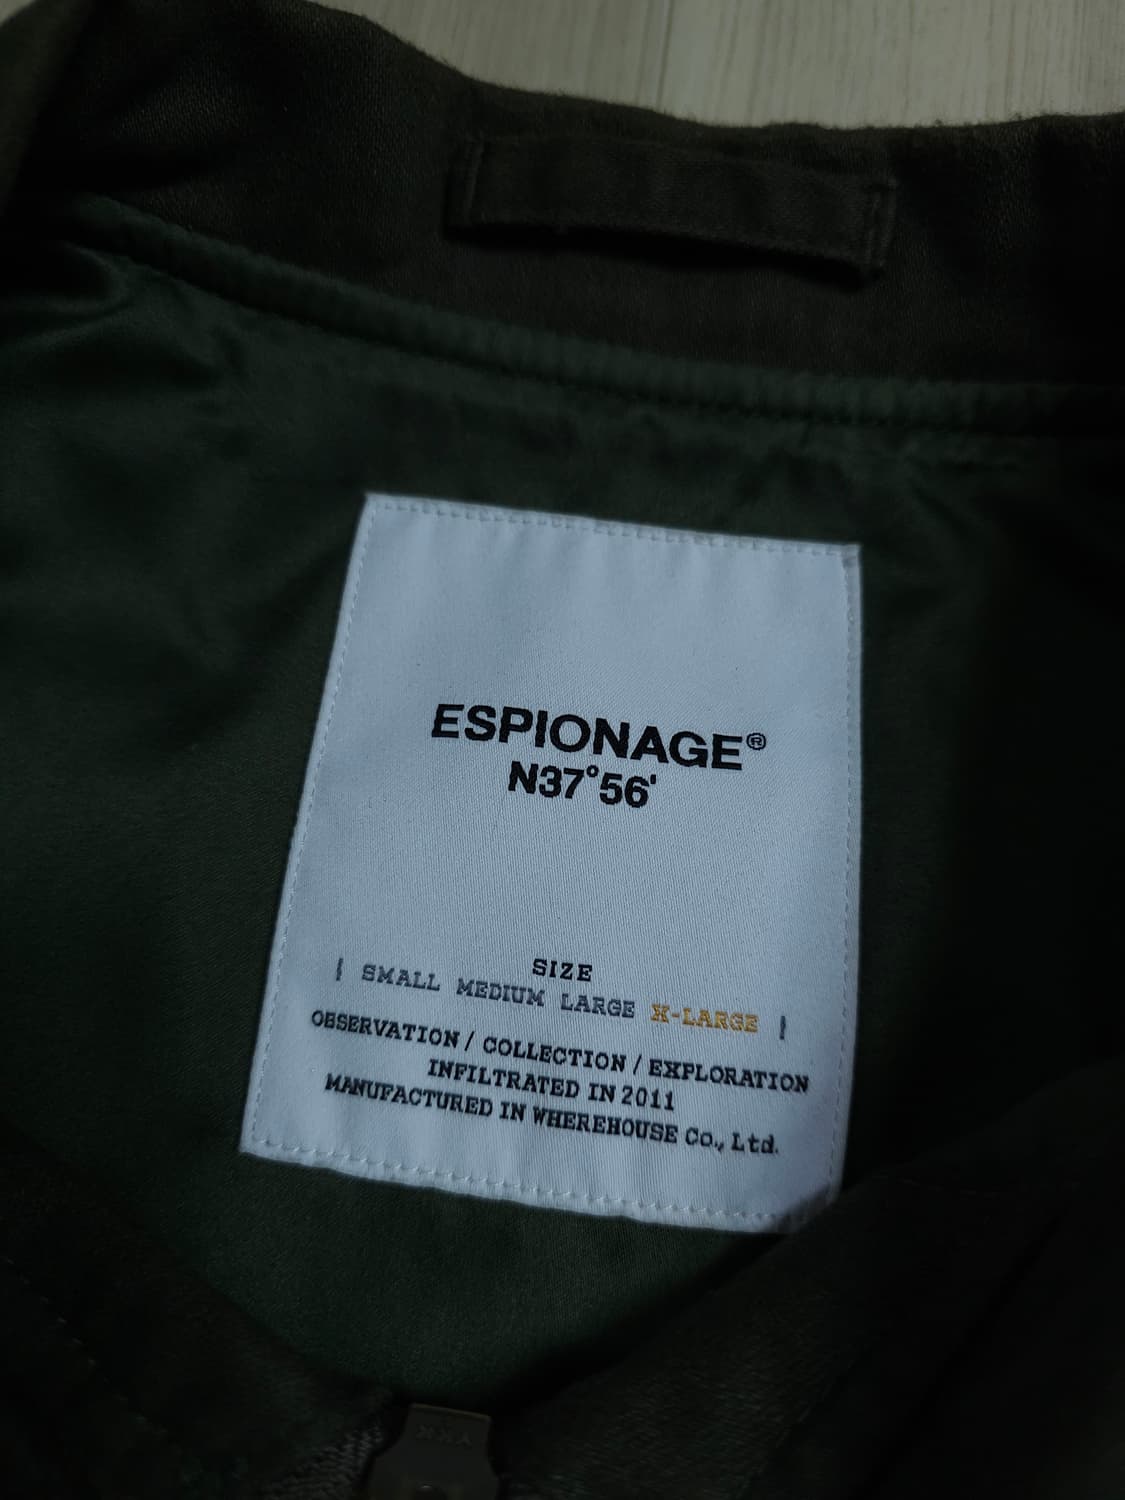 ESPIONAGE®
N37°56'
SIZE
[ SMALL MEDIUM LARGE X-LARGE ]
OBSERVATION / COLLECTION / EXPLORATION
INFILTRATED IN 2011
MANUFACTURED IN WHEREHOUSE Co., Ltd.
YKK